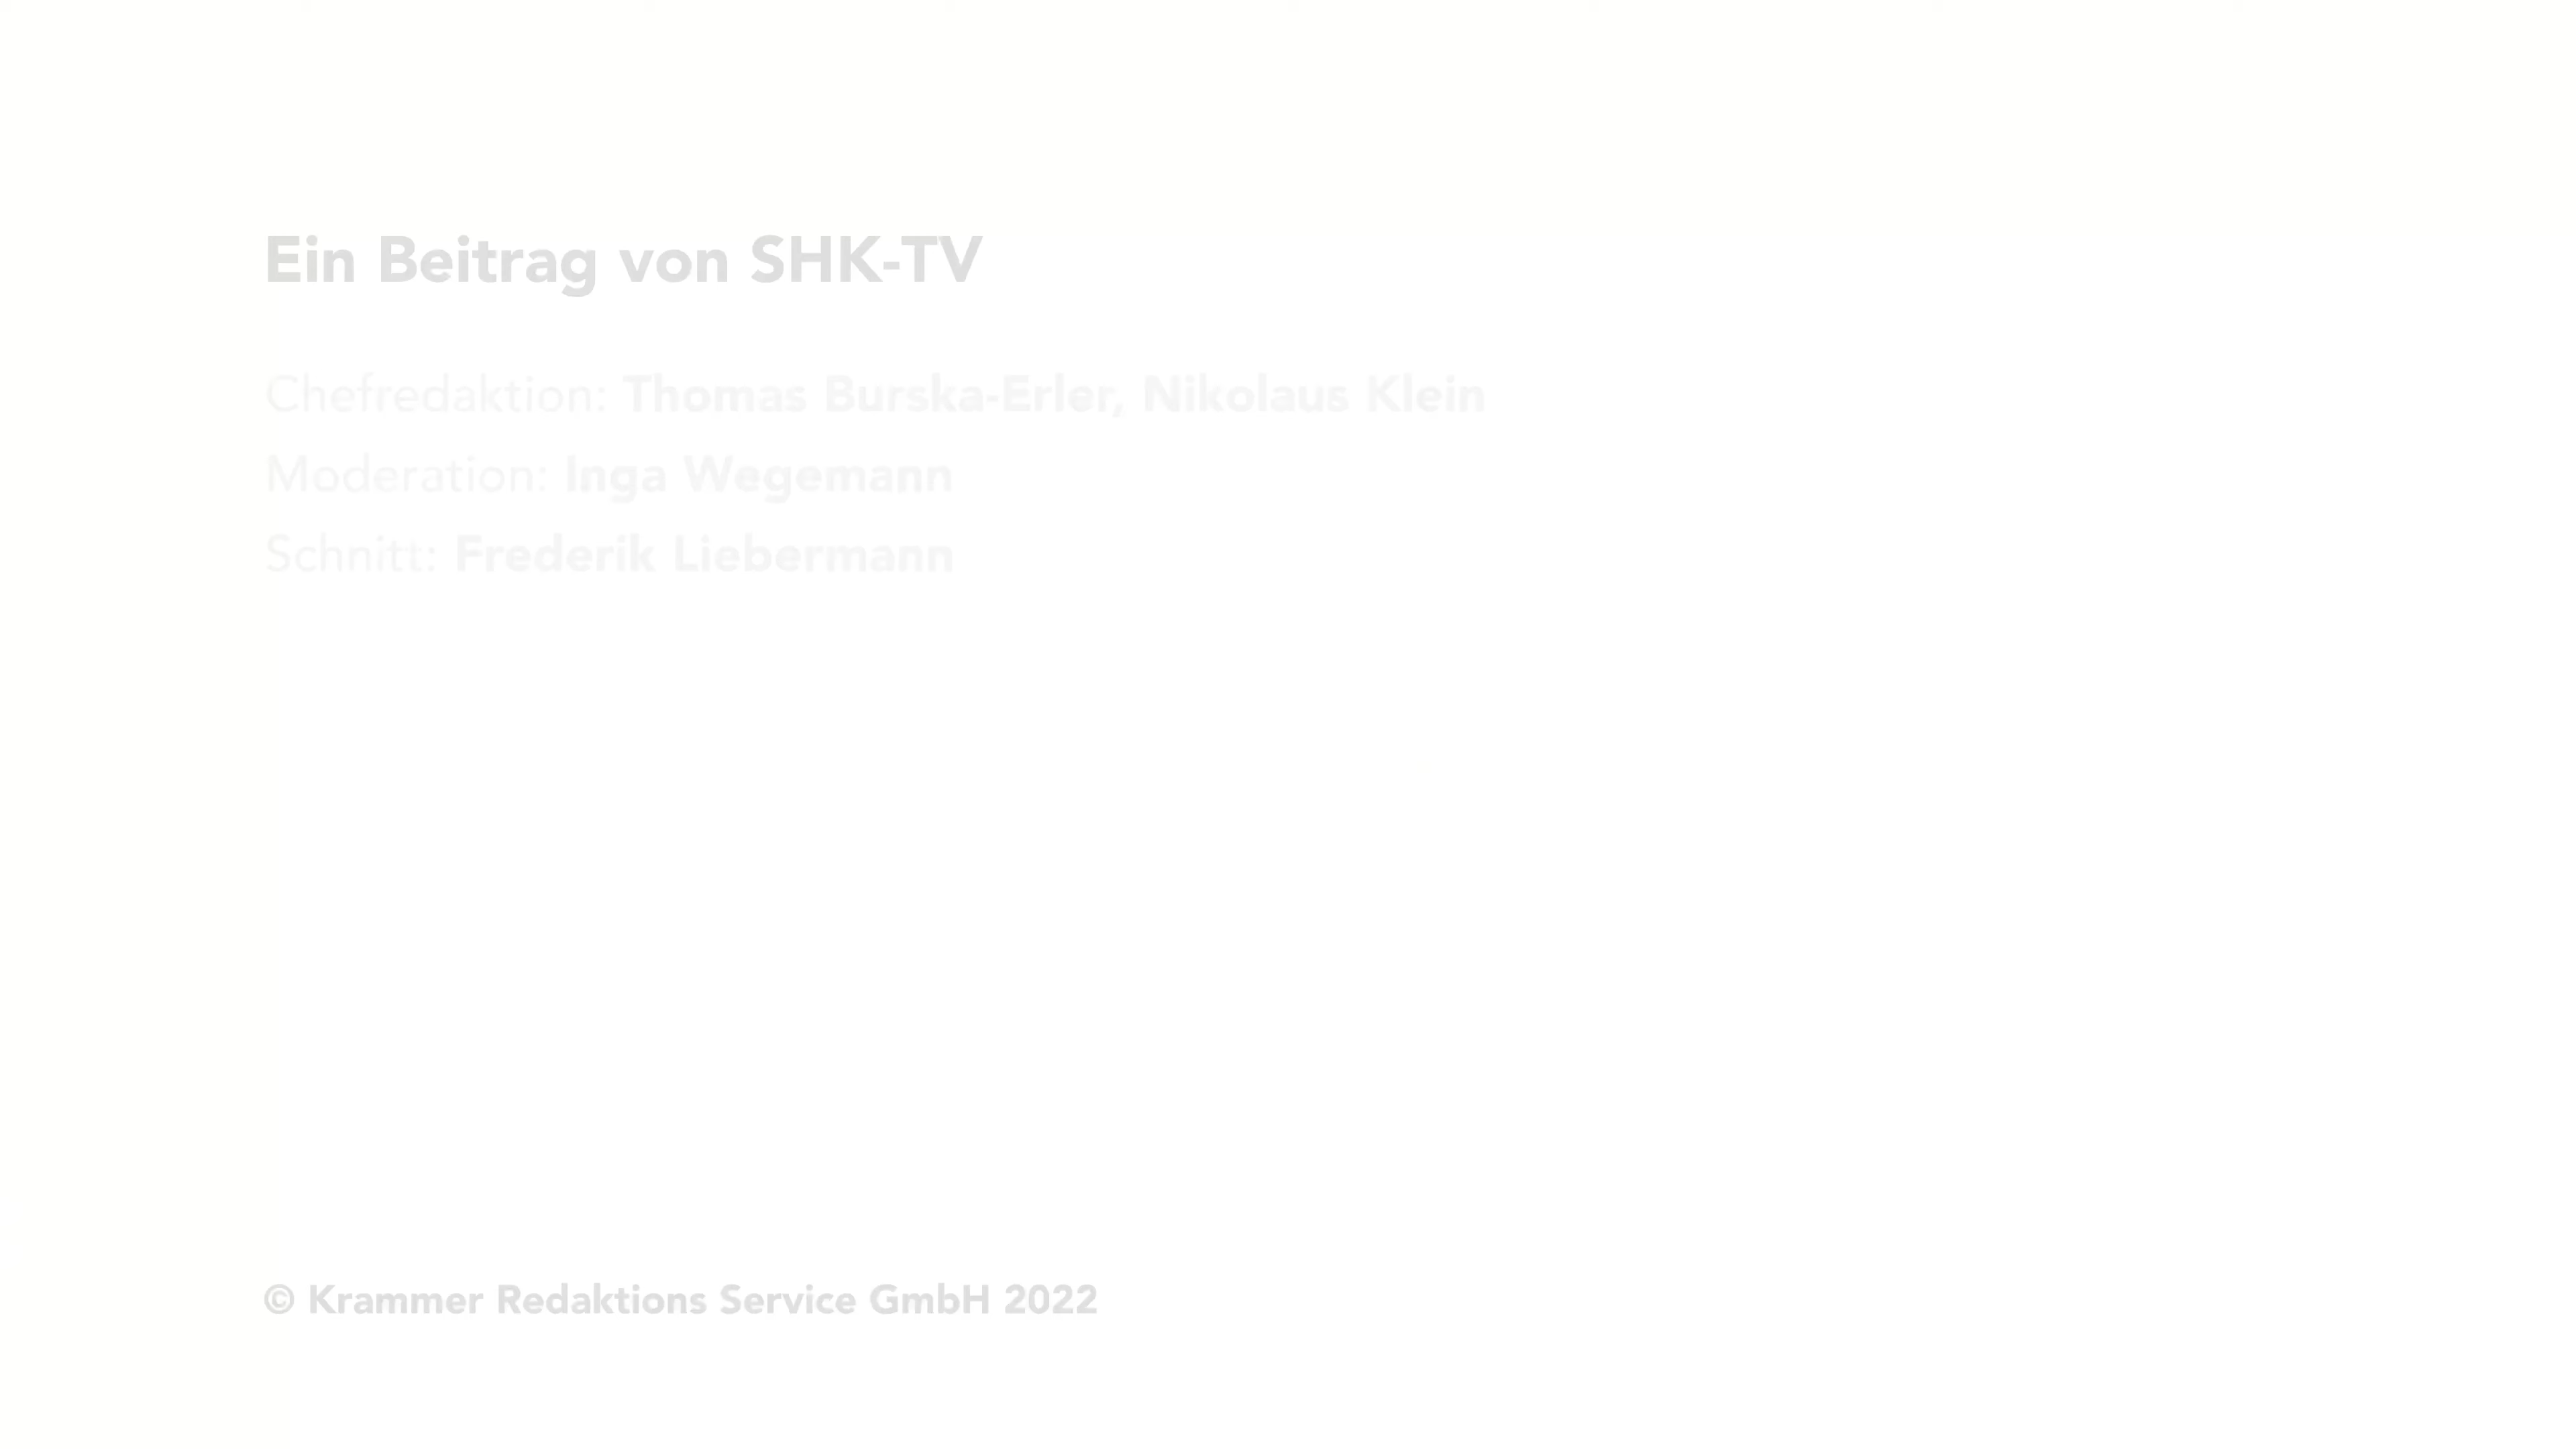 Ein Beitrag von SHK-TV
Chefredaktion: Thomas Burska-Erler, Nikolaus Klein
Moderation: Inga Wegemann
Schnitt: Frederik Liebermann
© Krammer Redaktions Service GmbH 2022